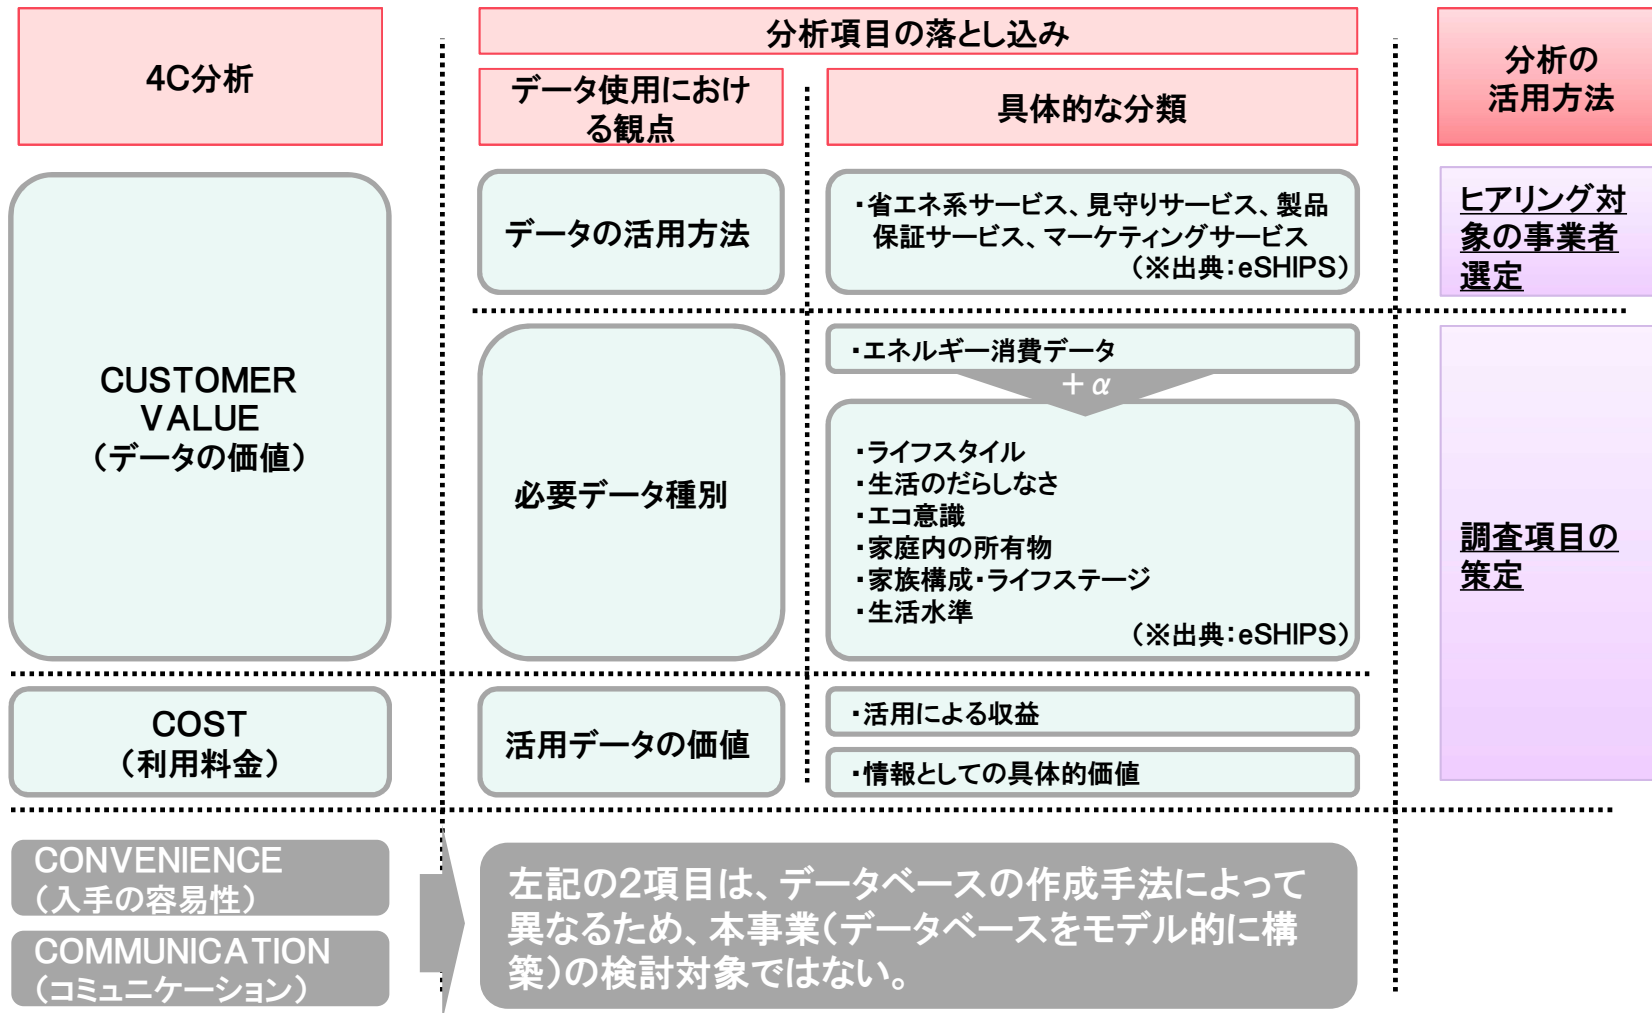 4C分析
分析項目の落とし込み
データ使用におけ
る観点
具体的な分類
分析の
活用方法
CUSTOMER
VALUE
（データの価値）
データの活用方法
・省エネ系サービス、見守りサービス、製品
保証サービス、マーケティングサービス
（※出典：eSHIPS）
ヒアリング対
象の事業者
選定
必要データ種別
・エネルギー消費データ
＋α
・ライフスタイル
・生活のだらしなさ
・エコ意識
・家庭内の所有物
・家族構成・ライフステージ
・生活水準
（※出典：eSHIPS）
調査項目の
策定
COST
（利用料金）
活用データの価値
・活用による収益
・情報としての具体的価値
CONVENIENCE
（入手の容易性）
COMMUNICATION
（コミュニケーション）
左記の2項目は、データベースの作成手法によって
異なるため、本事業（データベースをモデル的に構
築）の検討対象ではない。